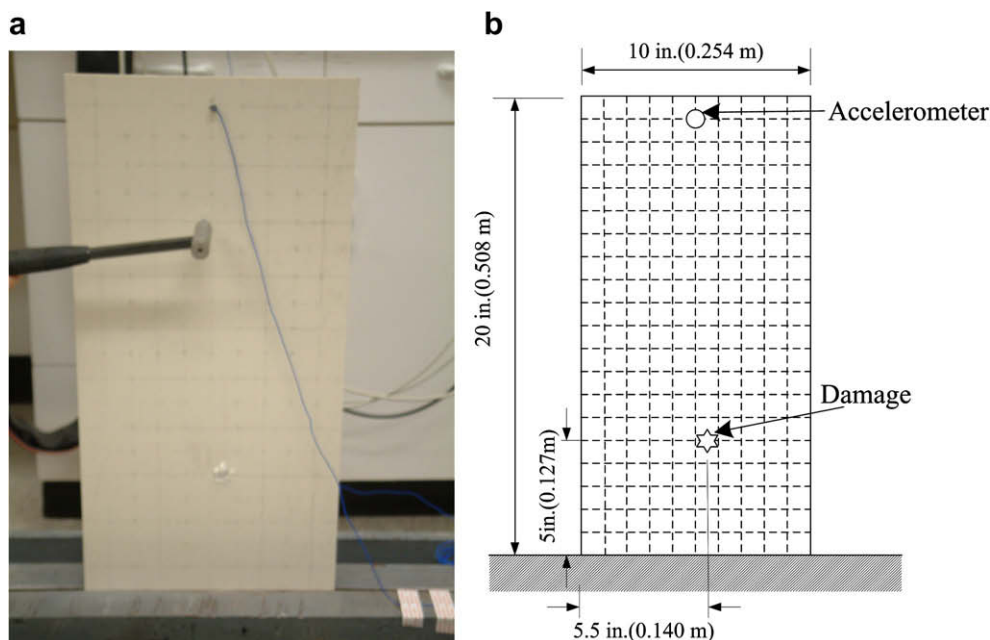 a
b
10 in.(0.254 m)
Accelerometer
20 in.(0.508 m)
Damage
5in.(0.127m)
5.5 in.(0.140 m)